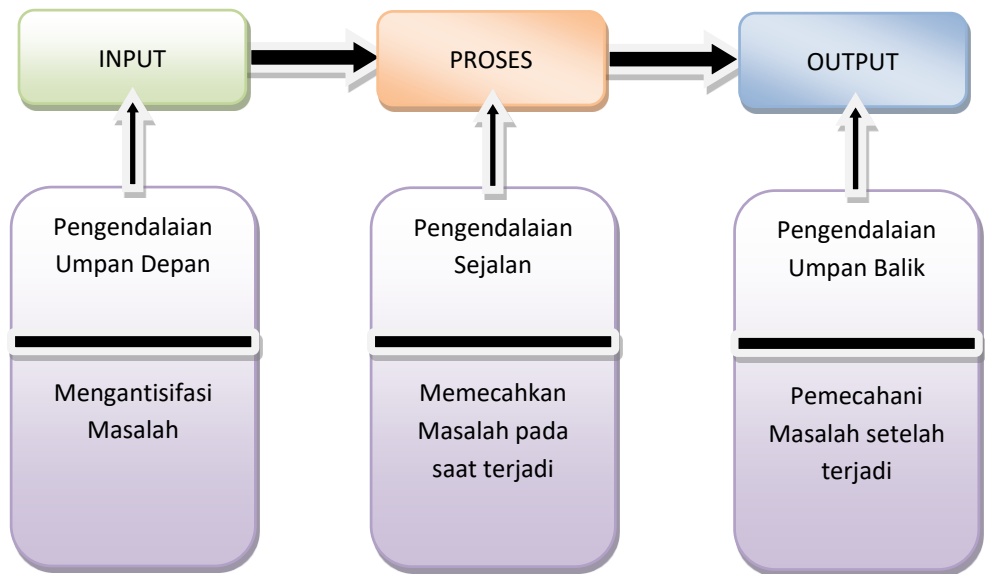 INPUT
PROSES
OUTPUT
Pengendalaian
Umpan Depan
Mengantisifasi
Masalah
Pengendalaian
Sejalan
Memecahkan
Masalah pada
saat terjadi
Pengendalaian
Umpan Balik
Pemecahani
Masalah setelah
terjadi